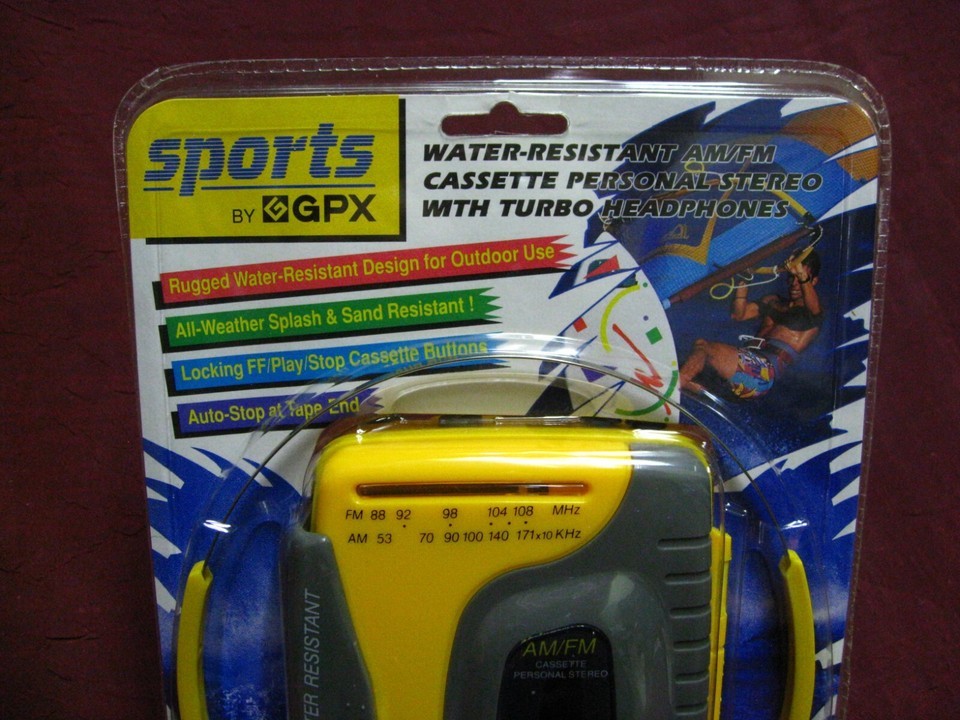 sports
BY GPX
WATER-RESISTANT AM/FM
CASSETTE PERSONAL STEREO
WITH TURBO HEADPHONES
Rugged Water-Resistant Design for Outdoor Use
All-Weather Splash & Sand Resistant !
Locking FF/Play/Stop Cassette Buttons
Auto-Stop at Tape End
FM 88 92 98 104 108 MHz
AM 53 70 90 100 140 171x10 KHz
TER RESISTANT
AM/FM
CASSETTE
PERSONAL STEREO